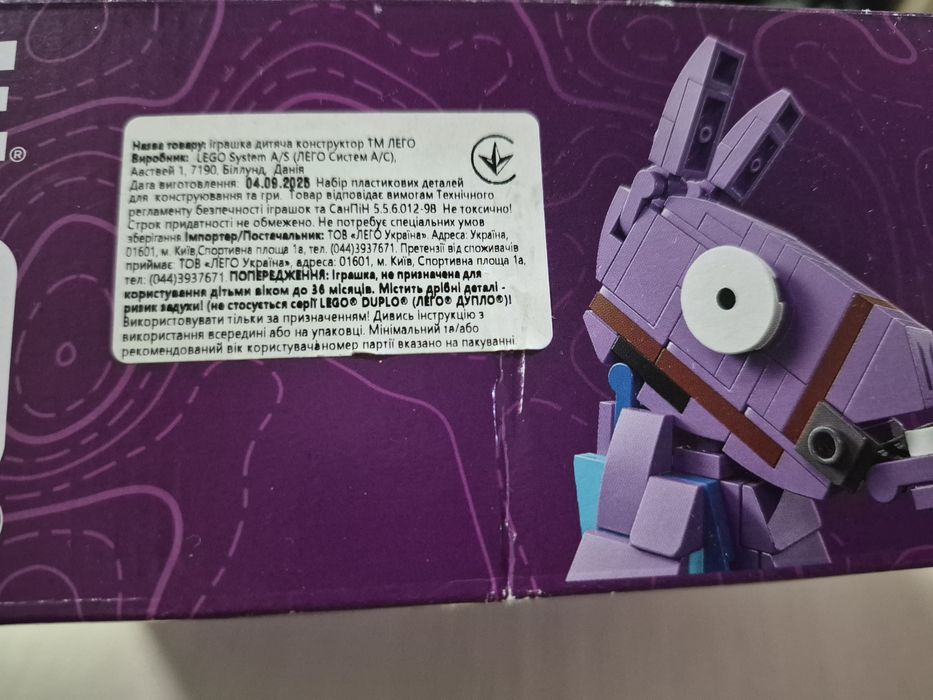 ®
Назва товару: іграшка дитяча конструктор ТМ ЛЕГО
Виробник: LEGO System A/S (ЛЕГО Систем А/С),
Ааствей 1, 7190, Біллунд, Данія
Дата виготовлення: 04.09.2025 Набір пластикових деталей
для конструювання та гри. Товар відповідає вимогам Технічного
регламенту безпечності іграшок та СанПіН 5.5.6.012-98 Не токсично!
Строк придатності не обмежено. Не потребує спеціальних умов
зберігання.Імпортер/Постачальник: ТОВ «ЛЕГО Україна». Адреса: Україна,
01601, м. Київ,Спортивна площа 1а, тел. (044)3937671. Претензії від споживачів
приймає: ТОВ «ЛЕГО Україна», адреса: 01601, м. Київ, Спортивна площа 1а,
тел: (044)3937671 ПОПЕРЕДЖЕННЯ: Іграшка, не призначена для
користування дітьми віком до 36 місяців. Містить дрібні деталі -
ризик задухи! (не стосується серії LEGO® DUPLO® (ЛЕГО® ДУПЛО®)!
Використовувати тільки за призначенням! Дивись інструкцію з
використання всередині або на упаковці. Мінімальний та/або
рекомендований вік користувача,номер партії вказано на пакуванні.